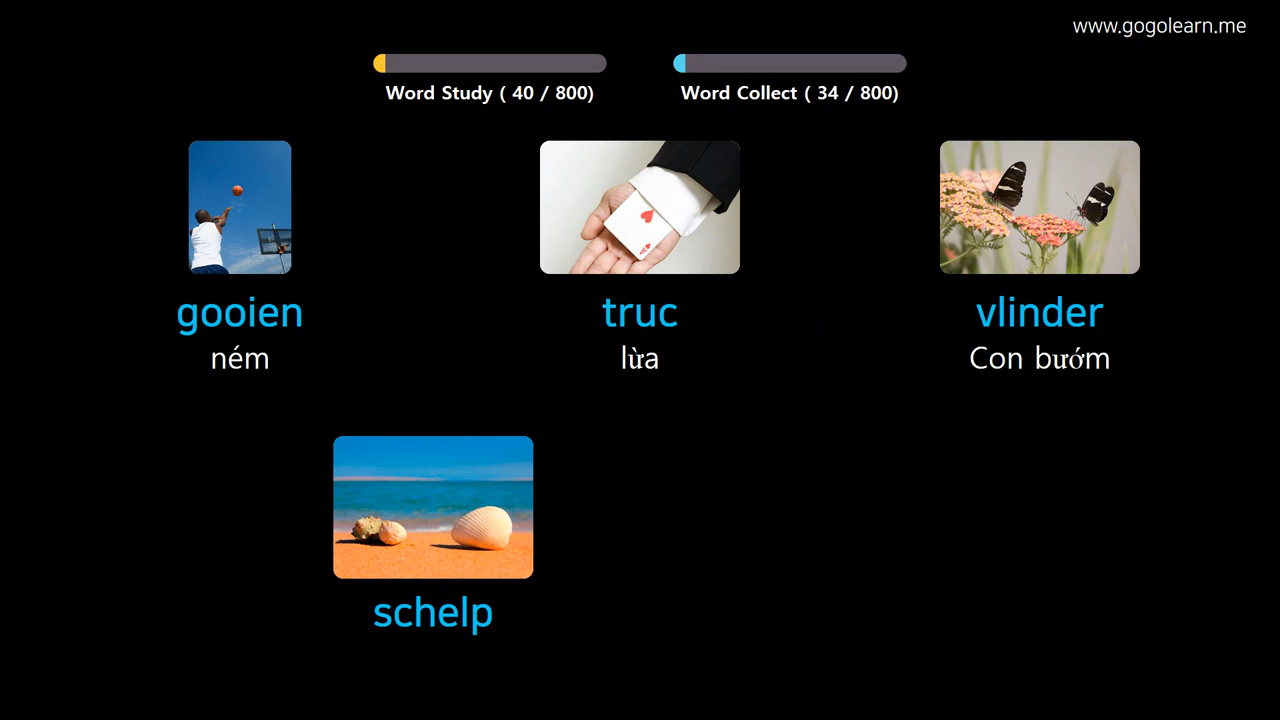 www.gogolearn.me
Word Study ( 40 / 800)
Word Collect ( 34 / 800)
gooien
truc
vlinder
ném
lừa
Con bướm
schelp